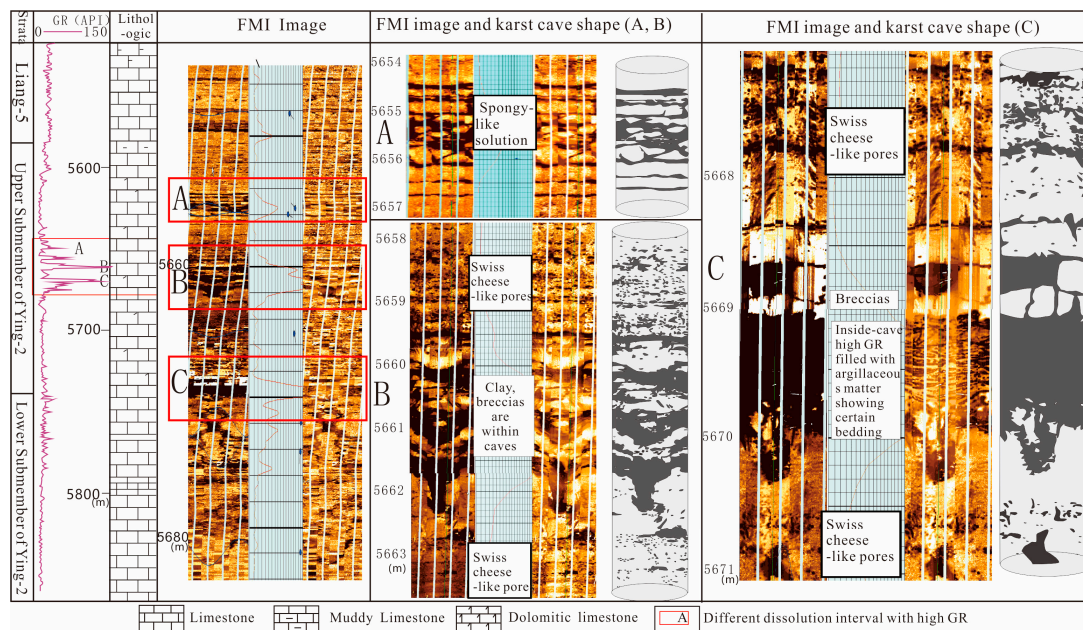 Strata
GR (API)
0 150
Lithol
-ogic
FMI Image
FMI image and karst cave shape (A, B)
FMI image and karst cave shape (C)
Liang-5
Upper Submember of Ying-2
Lower Submember of Ying-2
5600
5700
5800
(m)
A
B
C
A
B
C
5660
5680
(m)
A
5654
5655
5656
5657
Spongy-
like
solution
B
5658
5659
5660
5661
5662
5663
(m)
Swiss
cheese
-like pores
Clay,
breccias are
within
caves
Swiss
cheese
-like pore
C
5668
5669
5670
5671
(m)
Swiss
cheese
-like pores
Breccias
Inside-cave
high GR
filled with
argillaceou
s matter
showing
certain
bedding
Swiss
cheese
-like pores
Limestone
Muddy Limestone
Dolomitic limestone
A
Different dissolution interval with high GR